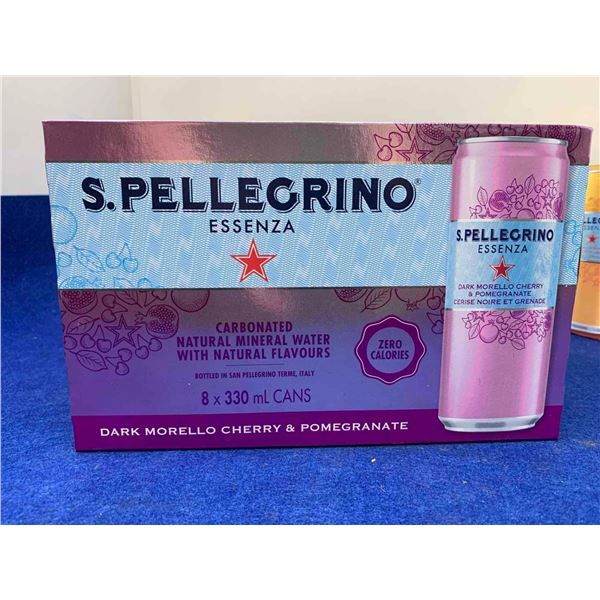 S.PELLEGRINO®
ESSENZA
CARBONATED
NATURAL MINERAL WATER
WITH NATURAL FLAVOURS
BOTTLED IN SAN PELLEGRINO TERME, ITALY
8 x 330 mL CANS
ZERO
CALORIES
DARK MORELLO CHERRY & POMEGRANATE
S.PELLEGRINO
ESSENZA
DARK MORELLO CHERRY
& POMEGRANATE
CERISE NOIRE ET GRENADE